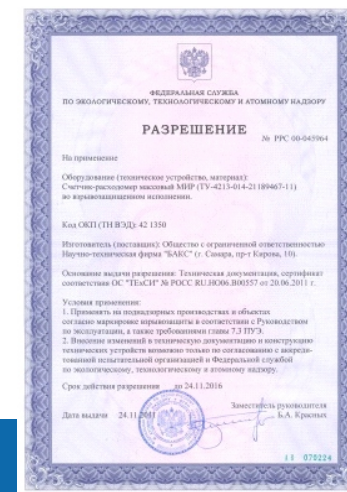 ФЕДЕРАЛЬНАЯ СЛУЖБА
ПО ЭКОЛОГИЧЕСКОМУ, ТЕХНОЛОГИЧЕСКОМУ И АТОМНОМУ НАДЗОРУ
РАЗРЕШЕНИЕ
№ РРС 00-045964
На применение
Оборудование (техническое устройство, материал):
Счетчик-расходомер массовый МИР (ТУ-4213-014-21189467-11)
во взрывозащищенном исполнении.
Код ОКП (ТН ВЭД): 42 1350
Изготовитель (поставщик): Общество с ограниченной ответственностью
Научно-техническая фирма "БАКС" (г. Самара, пр-т Кирова, 10).
Основание выдачи разрешения: Техническая документация, сертификат
соответствия ОС "ТЕхСИ" № РОСС RU.НО06.В00557 от 20.06.2011 г.
Условия применения:
1. Применять на поднадзорных производствах и объектах
согласно маркировке взрывозащиты в соответствии с Руководством
по эксплуатации, а также требованиями главы 7.3 ПУЭ.
2. Внесение изменений в техническую документацию и конструкцию
технических устройств возможно только по согласованию с аккреди-
тованной испытательной организацией и Федеральной службой
по экологическому, технологическому и атомному надзору.
Срок действия разрешения до 24.11.2016
Заместитель руководителя
Дата выдачи 24.11.2011 Б.А. Красных
АВ 070224